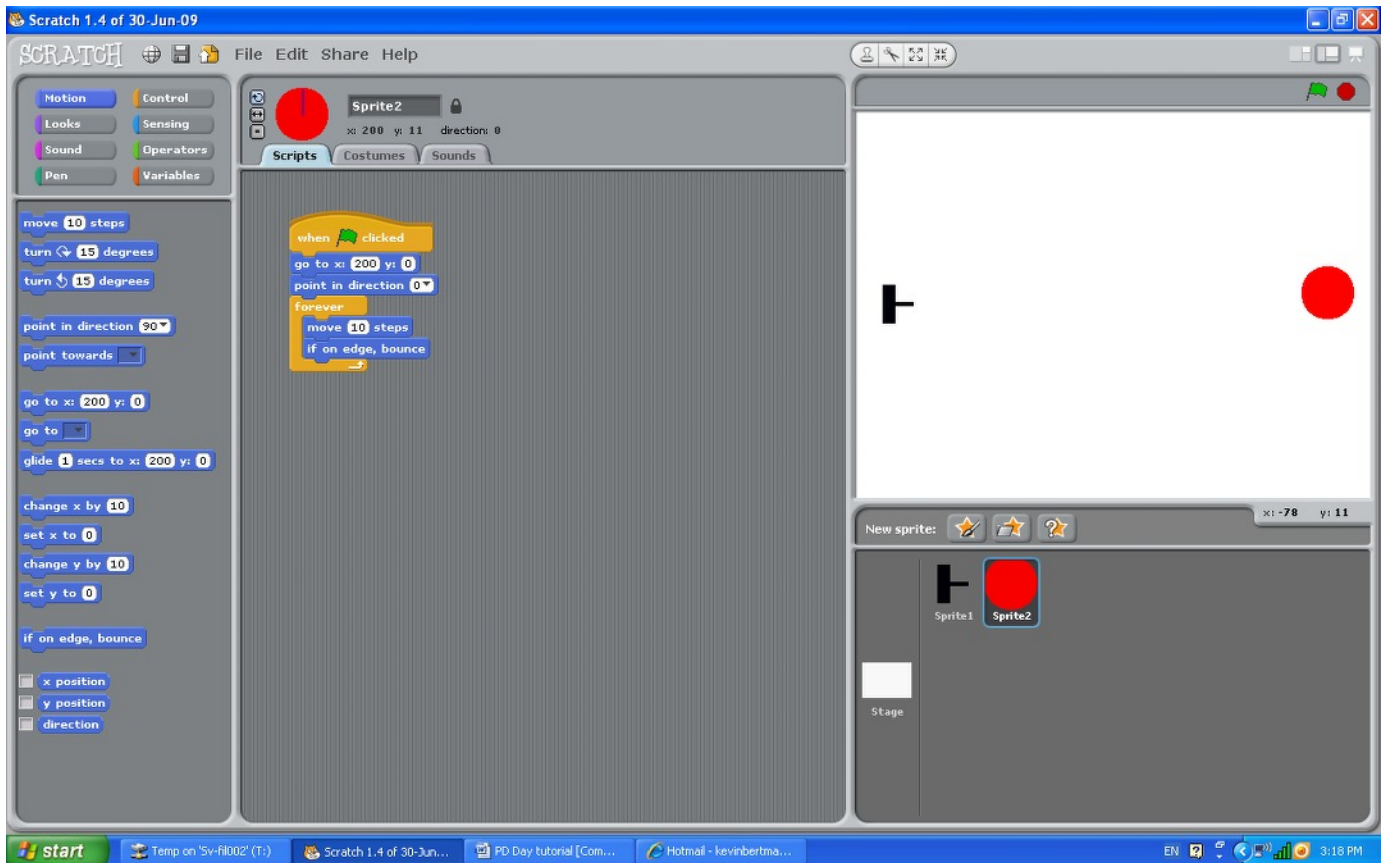 Scratch 1.4 of 30-Jun-09
SCRATCH File Edit Share Help
Motion Control
Looks Sensing
Sound Operators
Pen Variables
move 10 steps
turn 15 degrees
turn 15 degrees
point in direction 90
point towards
go to x: 200 y: 0
go to
glide 1 secs to x: 200 y: 0
change x by 10
set x to 0
change y by 10
set y to 0
if on edge, bounce
x position
y position
direction
Sprite2
x: 200 y: 11 direction: 0
Scripts Costumes Sounds
when clicked
go to x: 200 y: 0
point in direction 0
forever
move 10 steps
if on edge, bounce
x: -78 y: 11
New sprite:
Sprite1 Sprite2
Stage
start Temp on 'Sv-fil002' (T:) Scratch 1.4 of 30-Jun... PD Day tutorial [Com... Hotmail - kevinbertma... EN 3:18 PM